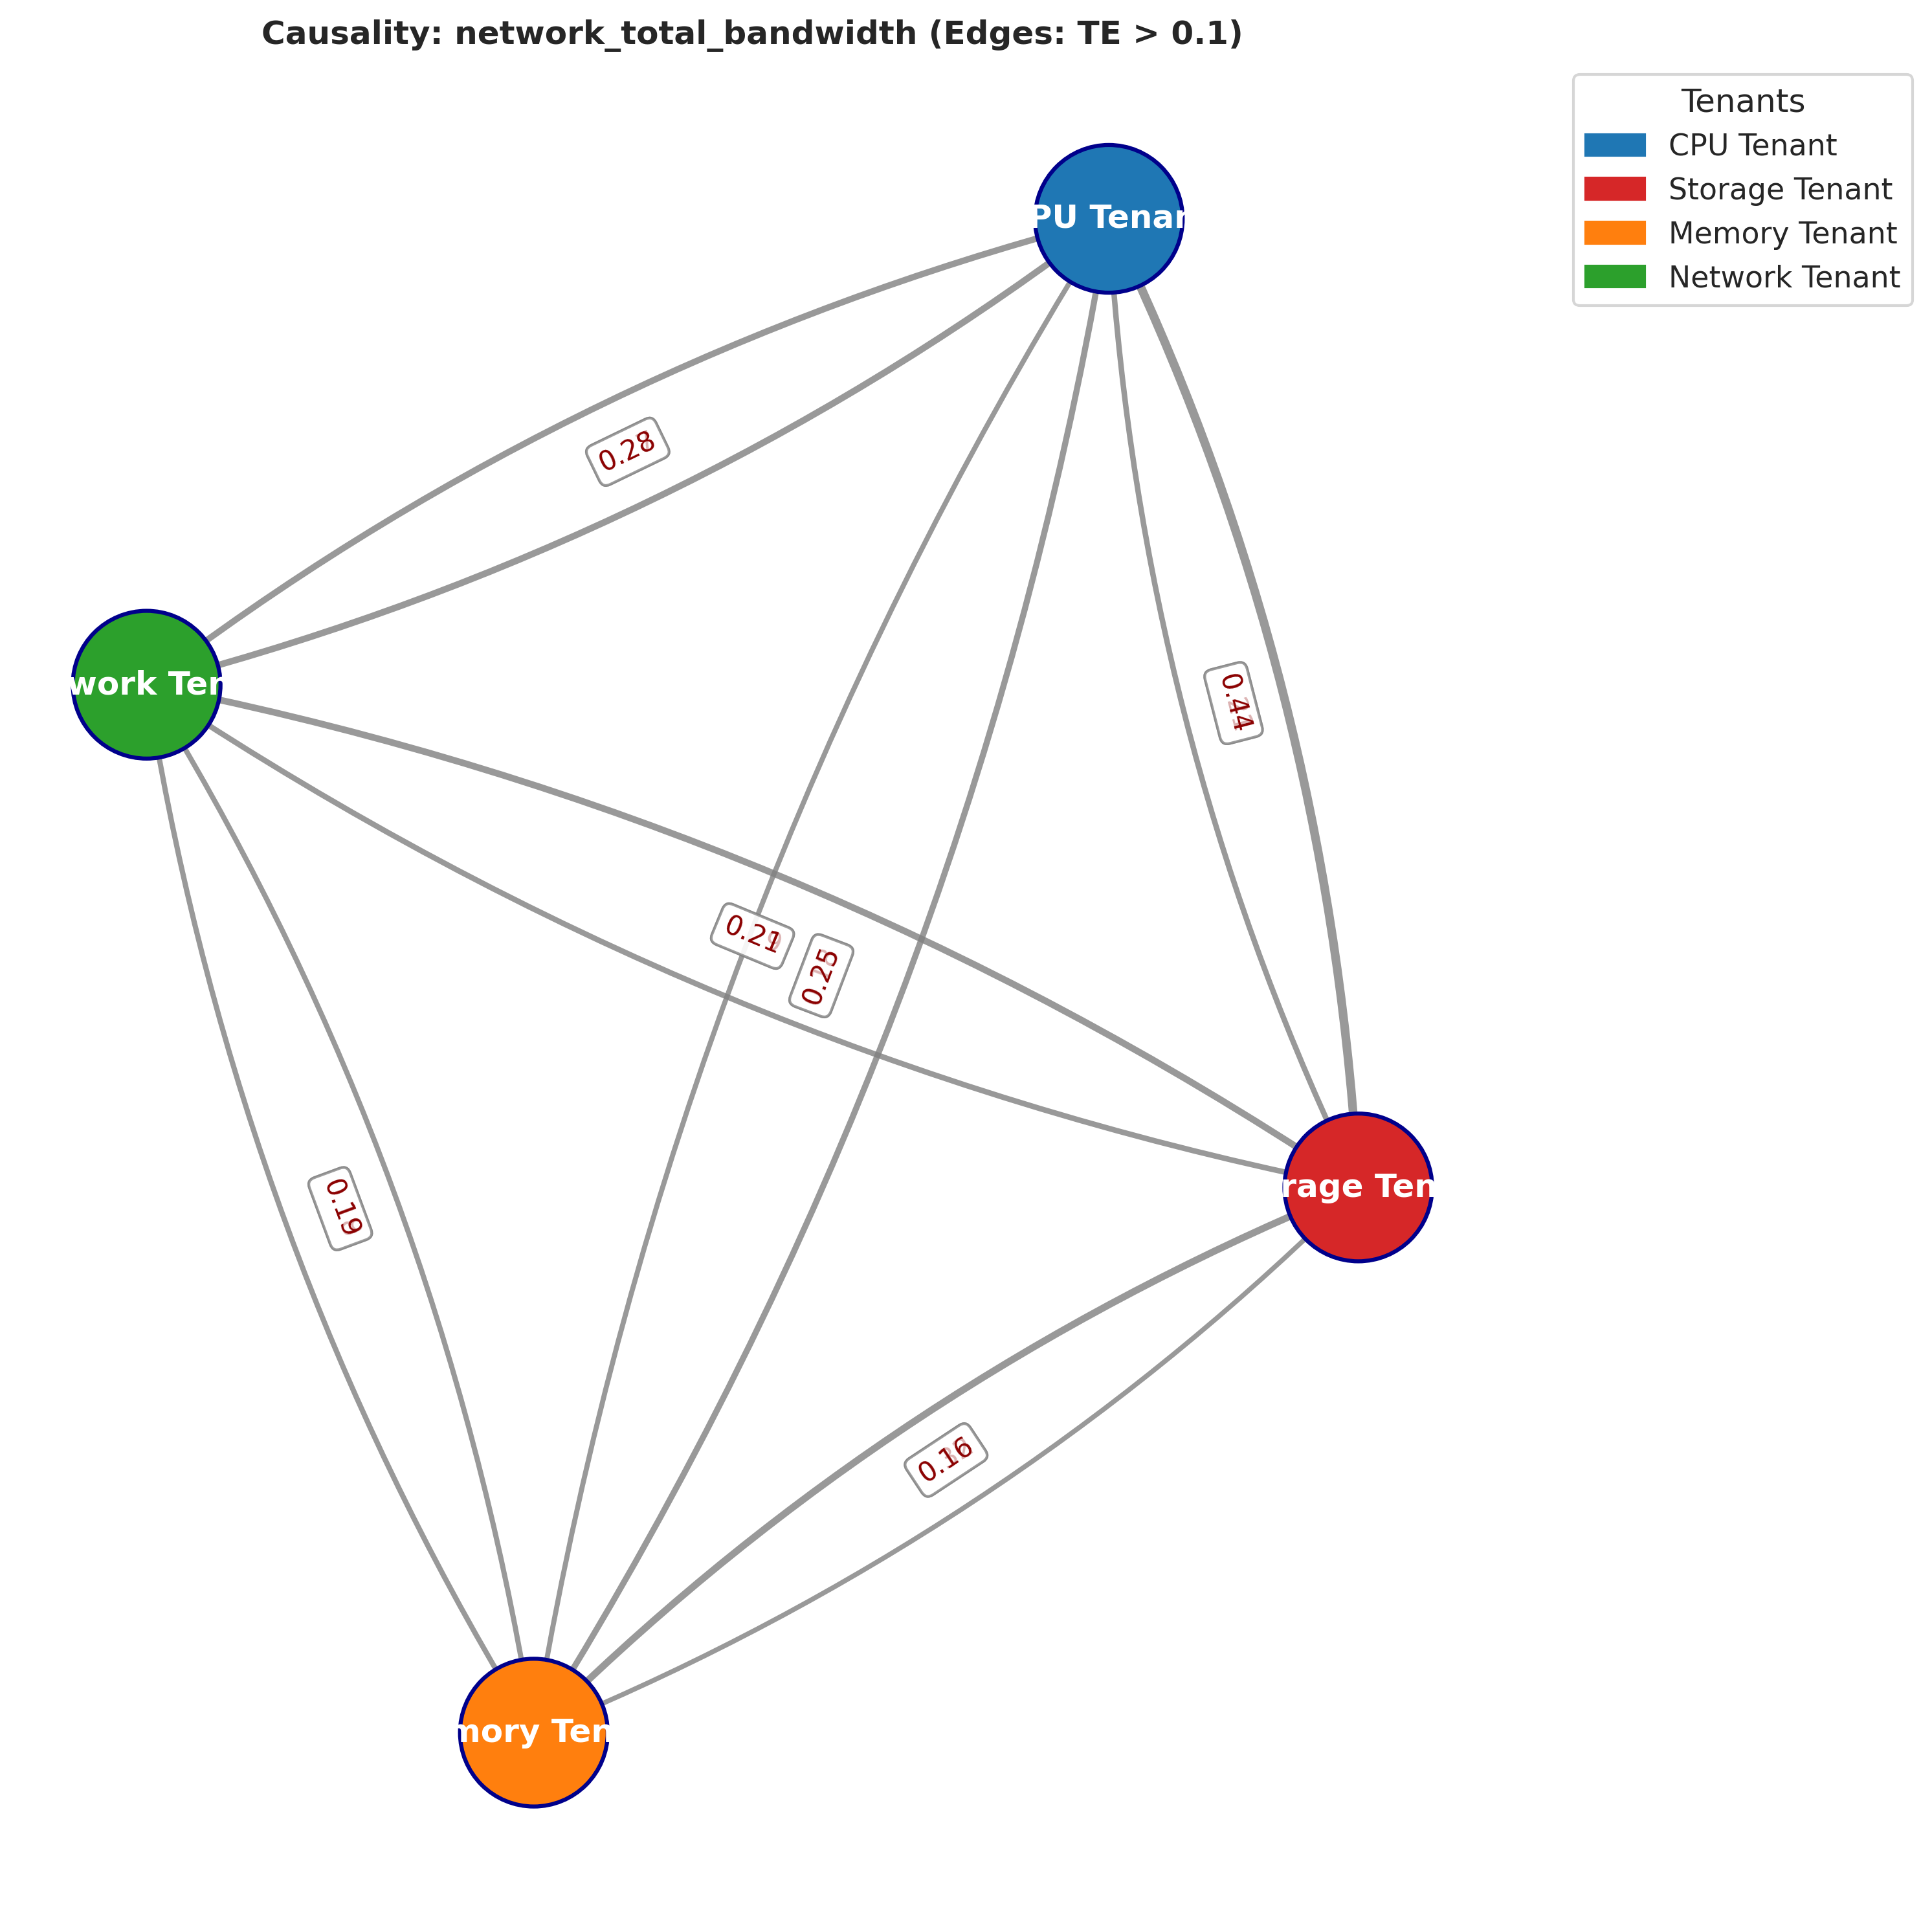 Causality: network_total_bandwidth (Edges: TE > 0.1)
Tenants
CPU Tenant
Storage Tenant
Memory Tenant
Network Tenant
PU Tenan
0.28
work Ten
0.44
0.21
0.25
rage Ten
0.19
0.16
mory Ten